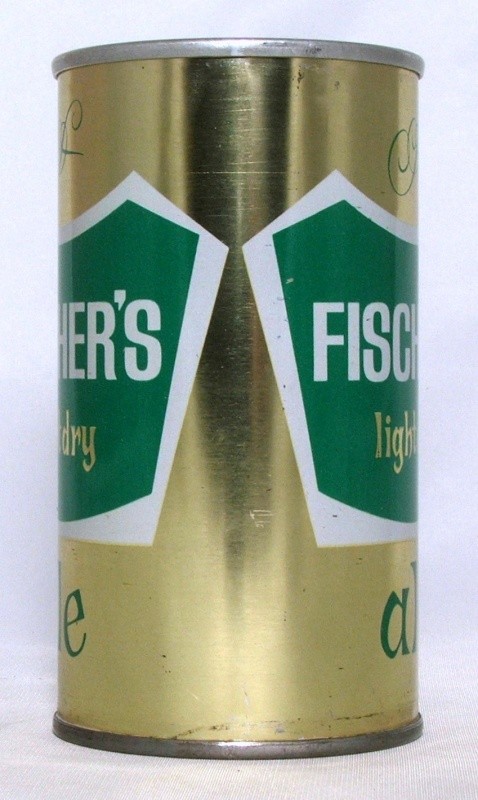 HER'S
dry
le
FISCH
light
al